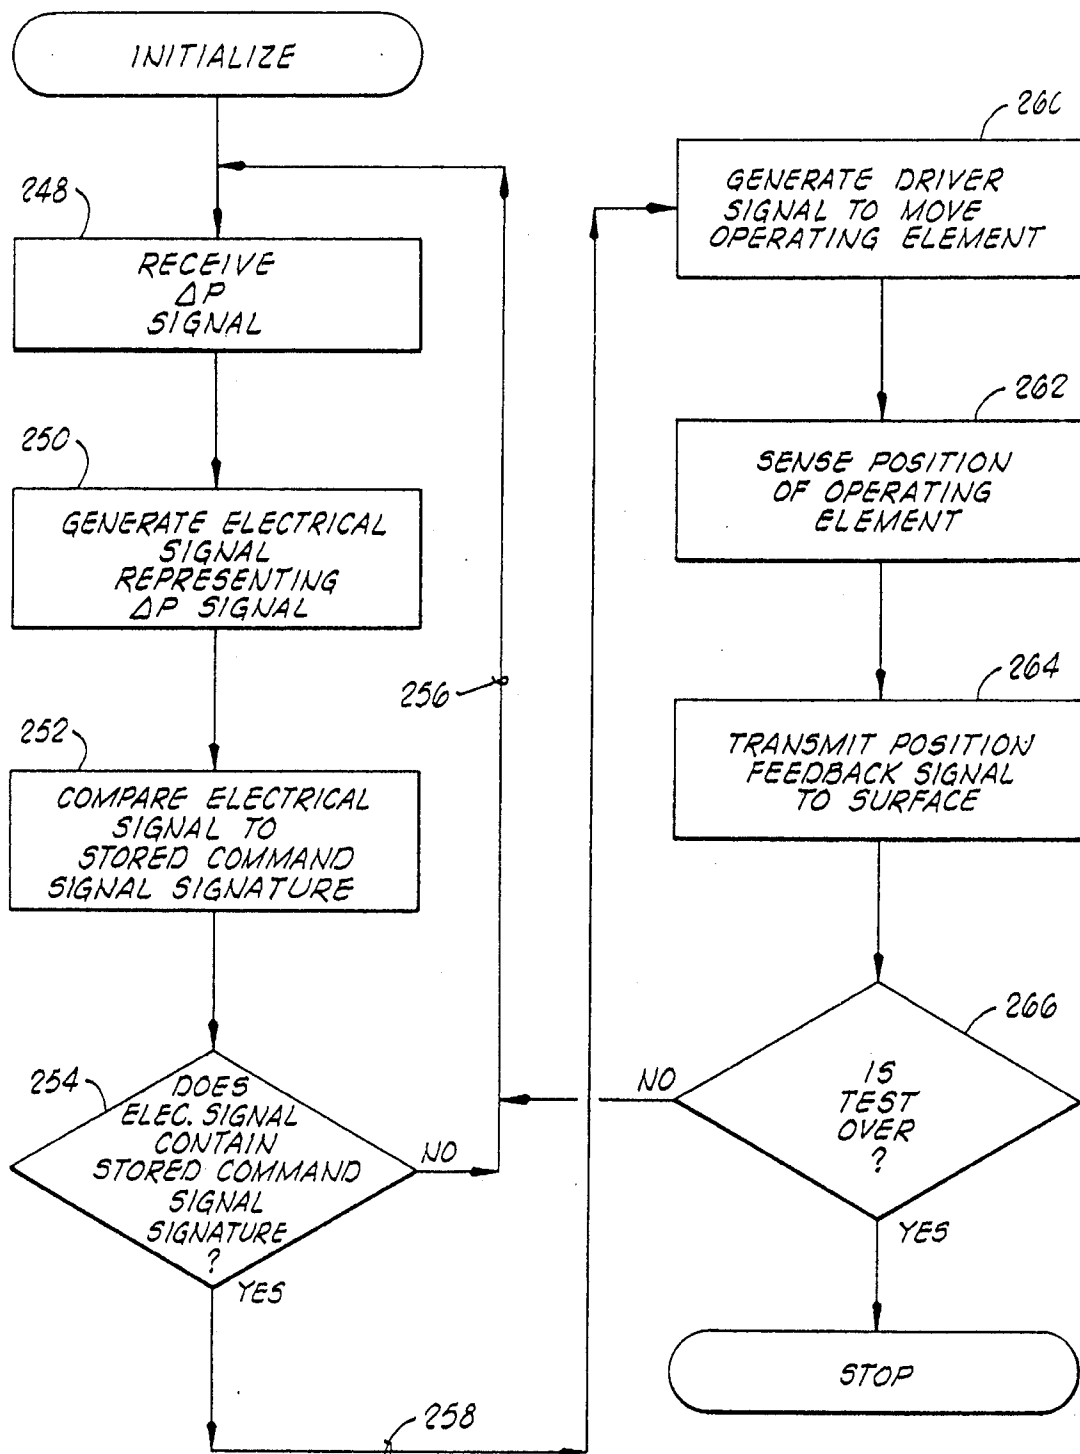 INITIALIZE
248
RECEIVE
ΔP
SIGNAL
250
GENERATE ELECTRICAL
SIGNAL
REPRESENTING
ΔP SIGNAL
256
252
COMPARE ELECTRICAL
SIGNAL TO
STORED COMMAND
SIGNAL SIGNATURE
254
DOES
ELEC. SIGNAL
CONTAIN
STORED COMMAND
SIGNAL
SIGNATURE
?
NO
YES
258
260
GENERATE DRIVER
SIGNAL TO MOVE
OPERATING ELEMENT
262
SENSE POSITION
OF OPERATING
ELEMENT
264
TRANSMIT POSITION
FEEDBACK SIGNAL
TO SURFACE
266
NO
IS
TEST
OVER
?
YES
STOP